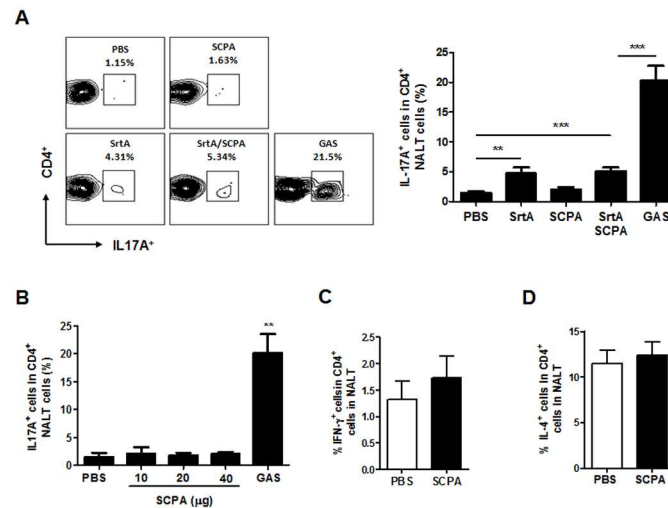 A
PBS
1.15%
SCPA
1.63%
SrtA
4.31%
SrtA/SCPA
5.34%
GAS
21.5%
CD4+
IL17A+
IL-17A+ cells in CD4+
NALT cells (%)
25
20
15
10
5
0
**
***
***
PBS
SrtA
SCPA
SrtA
SCPA
GAS
B
IL17A+ cells in CD4+
NALT cells (%)
25
20
15
10
5
0
**
PBS
10
20
40
GAS
SCPA (µg)
C
% IFN-γ+ cellsin CD4+
cells in NALT
2.5
2.0
1.5
1.0
0.5
0.0
PBS
SCPA
D
% IL-4+ cells in CD4+
cells in NALT
15
10
5
0
PBS
SCPA